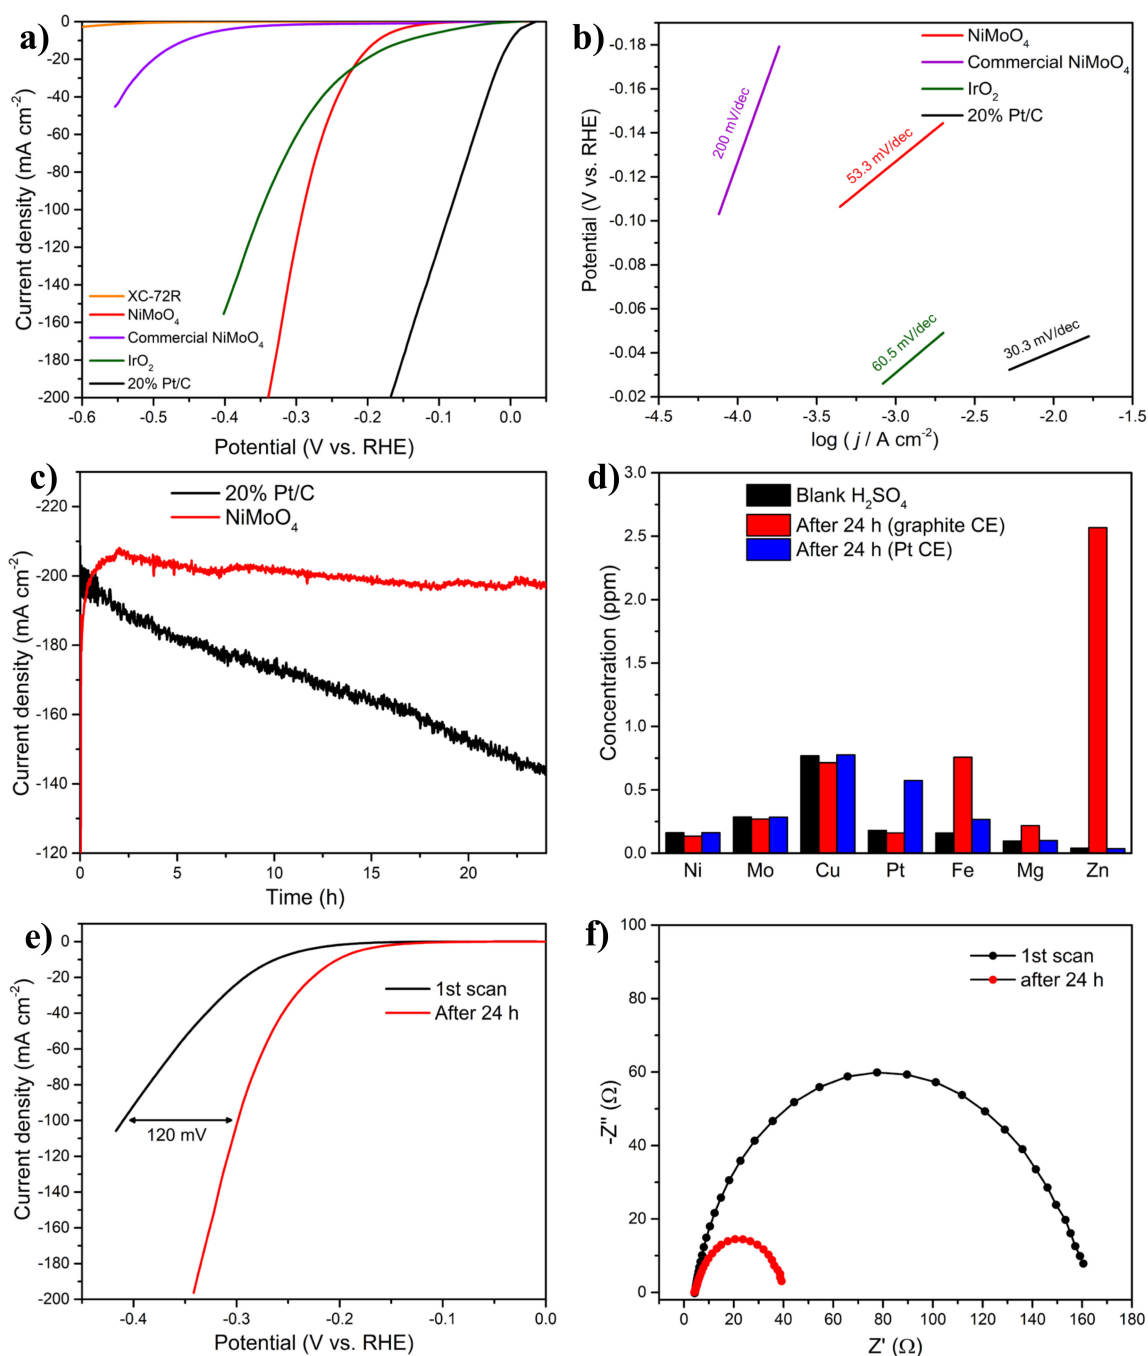 a)
Current density (mA cm⁻²)
0
-20
-40
-60
-80
-100
-120
-140
-160
-180
-200
XC-72R
NiMoO₄
Commercial NiMoO₄
IrO₂
20% Pt/C
-0.6 -0.5 -0.4 -0.3 -0.2 -0.1 0.0
Potential (V vs. RHE)
b)
Potential (V vs. RHE)
-0.18
-0.16
-0.14
-0.12
-0.10
-0.08
-0.06
-0.04
-0.02
NiMoO₄
Commercial NiMoO₄
IrO₂
20% Pt/C
200 mV/dec
53.3 mV/dec
60.5 mV/dec
30.3 mV/dec
-4.5 -4.0 -3.5 -3.0 -2.5 -2.0 -1.5
log ( j / A cm⁻²)
c)
Current density (mA cm⁻²)
-220
-200
-180
-160
-140
-120
20% Pt/C
NiMoO₄
0 5 10 15 20
Time (h)
d)
Concentration (ppm)
3.0
2.5
2.0
1.5
1.0
0.5
0.0
Blank H₂SO₄
After 24 h (graphite CE)
After 24 h (Pt CE)
Ni Mo Cu Pt Fe Mg Zn
e)
Current density (mA cm⁻²)
0
-20
-40
-60
-80
-100
-120
-140
-160
-180
-200
1st scan
After 24 h
120 mV
-0.4 -0.3 -0.2 -0.1 0.0
Potential (V vs. RHE)
f)
-Z'' (Ω)
100
80
60
40
20
0
1st scan
after 24 h
0 20 40 60 80 100 120 140 160 180
Z' (Ω)